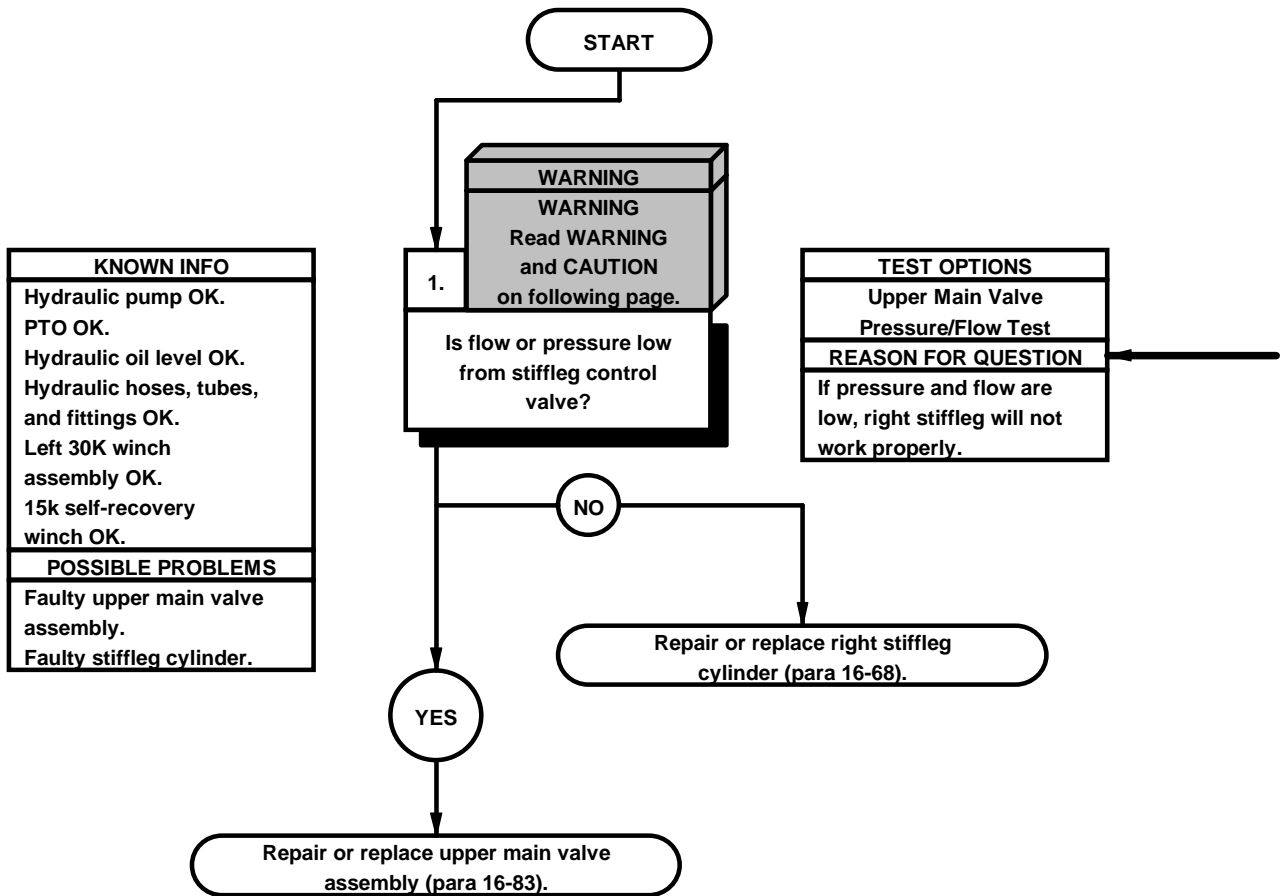 START
WARNING
WARNING
Read WARNING
and CAUTION
on following page.
1.
Is flow or pressure low
from stiffleg control
valve?
KNOWN INFO
Hydraulic pump OK.
PTO OK.
Hydraulic oil level OK.
Hydraulic hoses, tubes,
and fittings OK.
Left 30K winch
assembly OK.
15k self-recovery
winch OK.
POSSIBLE PROBLEMS
Faulty upper main valve
assembly.
Faulty stiffleg cylinder.
TEST OPTIONS
Upper Main Valve
Pressure/Flow Test
REASON FOR QUESTION
If pressure and flow are
low, right stiffleg will not
work properly.
NO
Repair or replace right stiffleg
cylinder (para 16-68).
YES
Repair or replace upper main valve
assembly (para 16-83).